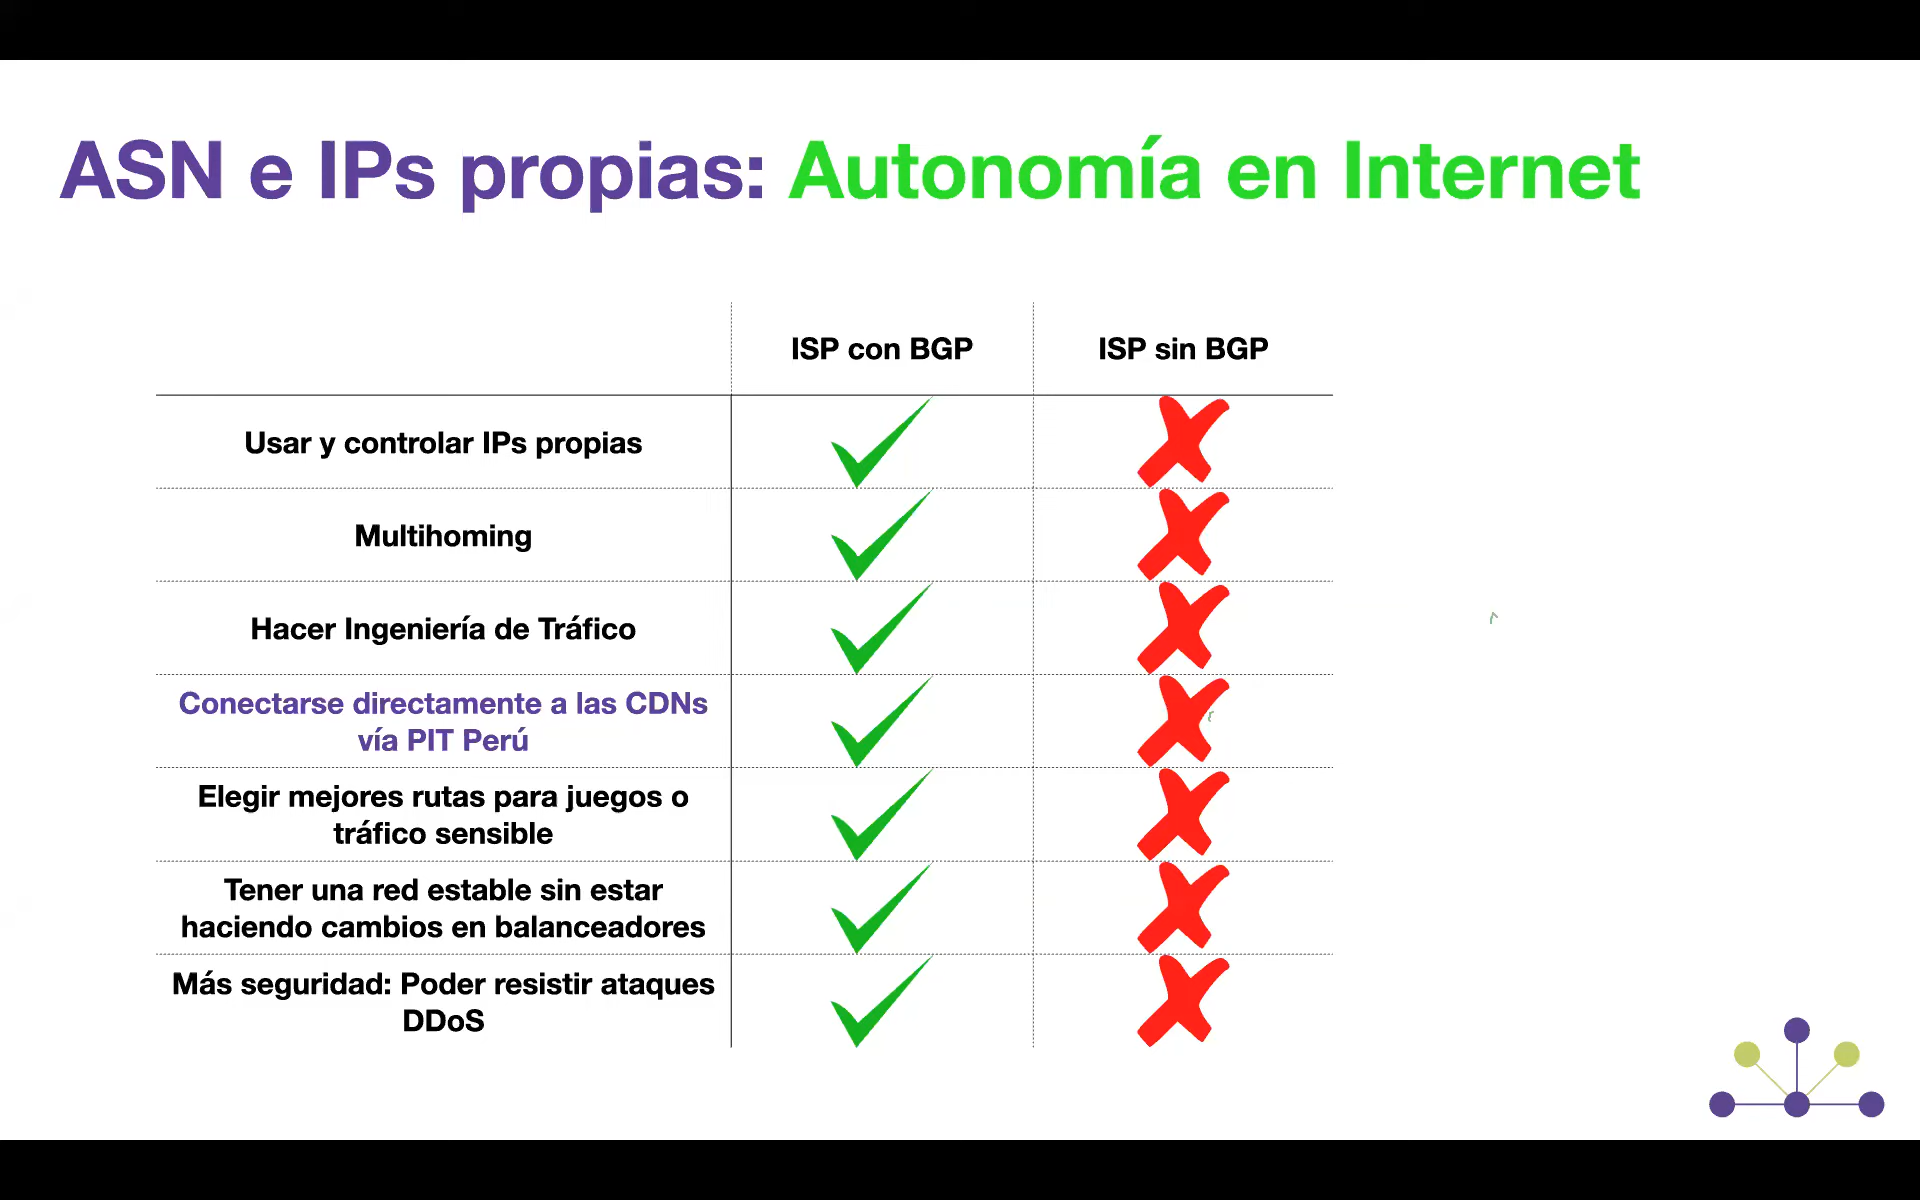 ASN e IPs propias: Autonomía en Internet
ISP con BGP
ISP sin BGP
Usar y controlar IPs propias
Multihoming
Hacer Ingeniería de Tráfico
Conectarse directamente a las CDNs
vía PIT Perú
Elegir mejores rutas para juegos o
tráfico sensible
Tener una red estable sin estar
haciendo cambios en balanceadores
Más seguridad: Poder resistir ataques
DDoS